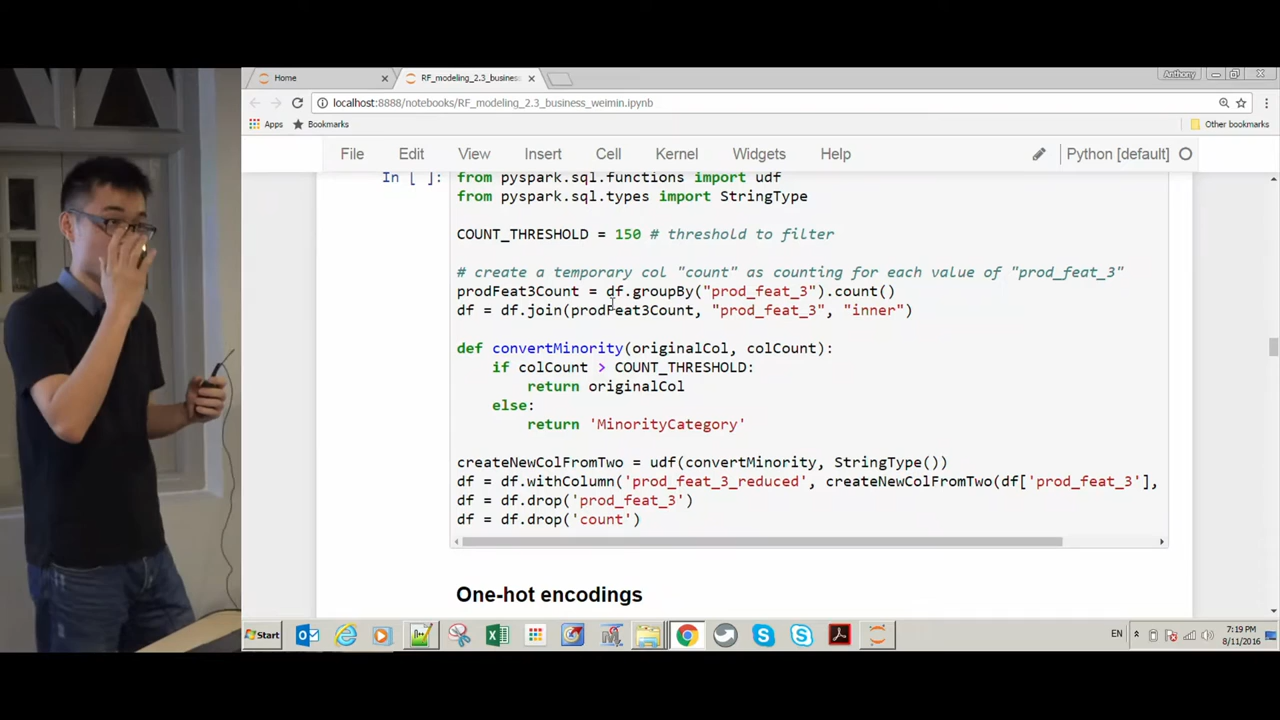 Home
RF_modeling_2.3_business_
Anthony
localhost:8888/notebooks/RF_modeling_2.3_business_weimin.ipynb
Apps
Bookmarks
Other bookmarks
File Edit View Insert Cell Kernel Widgets Help
Python [default]
In [ ]:
from pyspark.sql.functions import udf
from pyspark.sql.types import StringType
COUNT_THRESHOLD = 150 # threshold to filter
# create a temporary col "count" as counting for each value of "prod_feat_3"
prodFeat3Count = df.groupBy("prod_feat_3").count()
df = df.join(prodFeat3Count, "prod_feat_3", "inner")
def convertMinority(originalCol, colCount):
if colCount > COUNT_THRESHOLD:
return originalCol
else:
return 'MinorityCategory'
createNewColFromTwo = udf(convertMinority, StringType())
df = df.withColumn('prod_feat_3_reduced', createNewColFromTwo(df['prod_feat_3'],
df = df.drop('prod_feat_3')
df = df.drop('count')
One-hot encodings
Start
EN
7:19 PM
8/11/2016